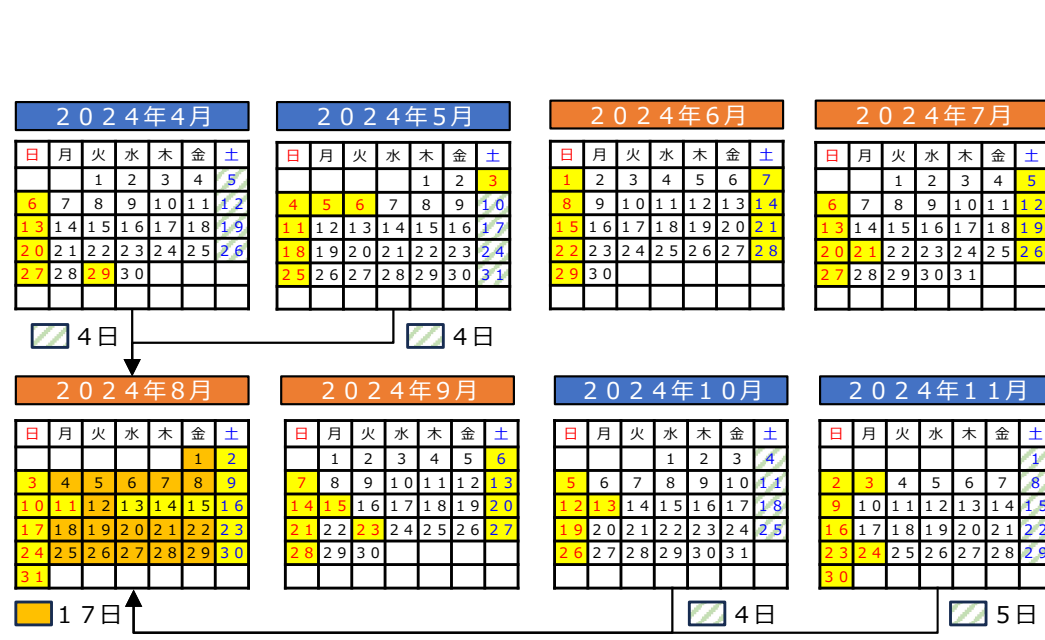 ２０２４年４月
日 月 火 水 木 金 土
1 2 3 4 5
6 7 8 9 10 11 12
13 14 15 16 17 18 19
20 21 22 23 24 25 26
27 28 29 30
４日
２０２４年５月
日 月 火 水 木 金 土
1 2 3
4 5 6 7 8 9 10
11 12 13 14 15 16 17
18 19 20 21 22 23 24
25 26 27 28 29 30 31
４日
２０２４年６月
日 月 火 水 木 金 土
1 2 3 4 5 6 7
8 9 10 11 12 13 14
15 16 17 18 19 20 21
22 23 24 25 26 27 28
29 30
２０２４年７月
日 月 火 水 木 金 土
1 2 3 4 5
6 7 8 9 10 11 12
13 14 15 16 17 18 19
20 21 22 23 24 25 26
27 28 29 30 31
２０２４年８月
日 月 火 水 木 金 土
1 2
3 4 5 6 7 8 9
10 11 12 13 14 15 16
17 18 19 20 21 22 23
24 25 26 27 28 29 30
31
１７日
２０２４年９月
日 月 火 水 木 金 土
1 2 3 4 5 6
7 8 9 10 11 12 13
14 15 16 17 18 19 20
21 22 23 24 25 26 27
28 29 30
２０２４年１０月
日 月 火 水 木 金 土
1 2 3 4
5 6 7 8 9 10 11
12 13 14 15 16 17 18
19 20 21 22 23 24 25
26 27 28 29 30 31
４日
２０２４年１１月
日 月 火 水 木 金 土
1
2 3 4 5 6 7 8
9 10 11 12 13 14 15
16 17 18 19 20 21 22
23 24 25 26 27 28 29
30
５日